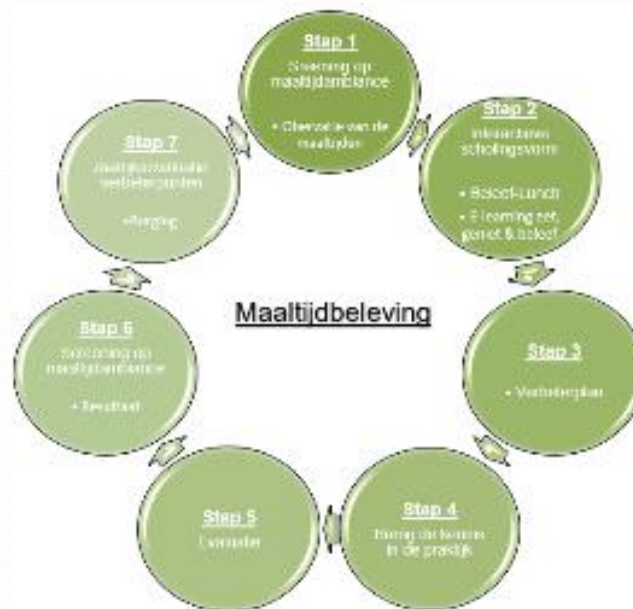 Stap 1
Screening op
maaltijdambiance
• Observatie van de
maaltijden
Stap 2
Interactieve
scholingsvorm
• Beleef-Lunch
• E-learning eet,
geniet & beleef
Stap 3
• Verbeterplan
Stap 4
Breng de kennis
in de praktijk
Stap 5
Evaluatie
Stap 6
Screening op
maaltijdambiance
• Resultaat
Stap 7
verbeterpunten
•Borging
Maaltijdbeleving